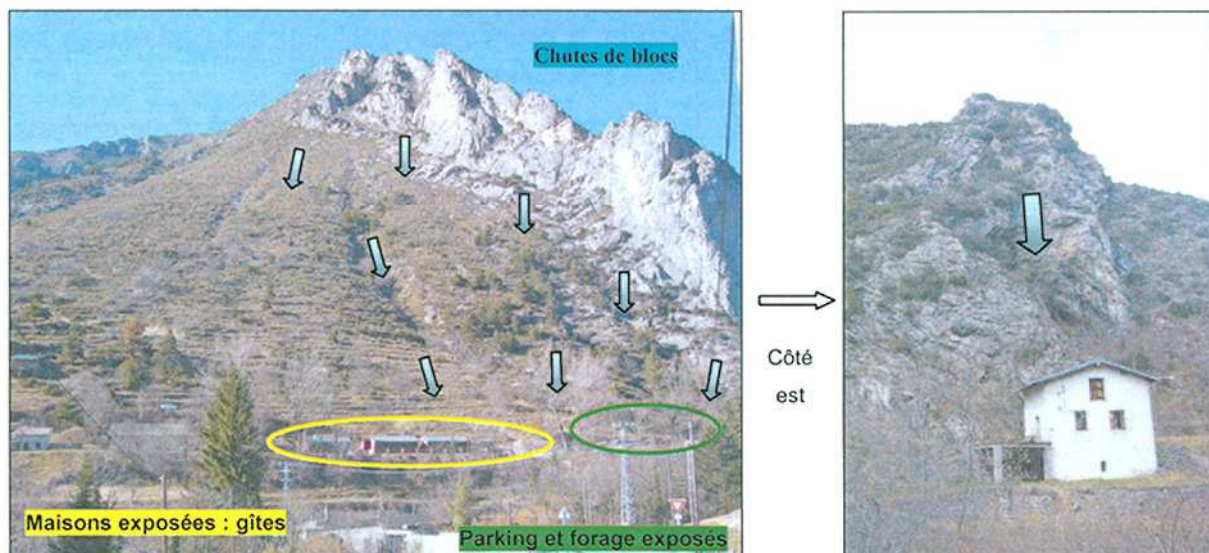 Chutes de blocs
Côté
est
Maisons exposées : gîtes
Parking et forage exposés